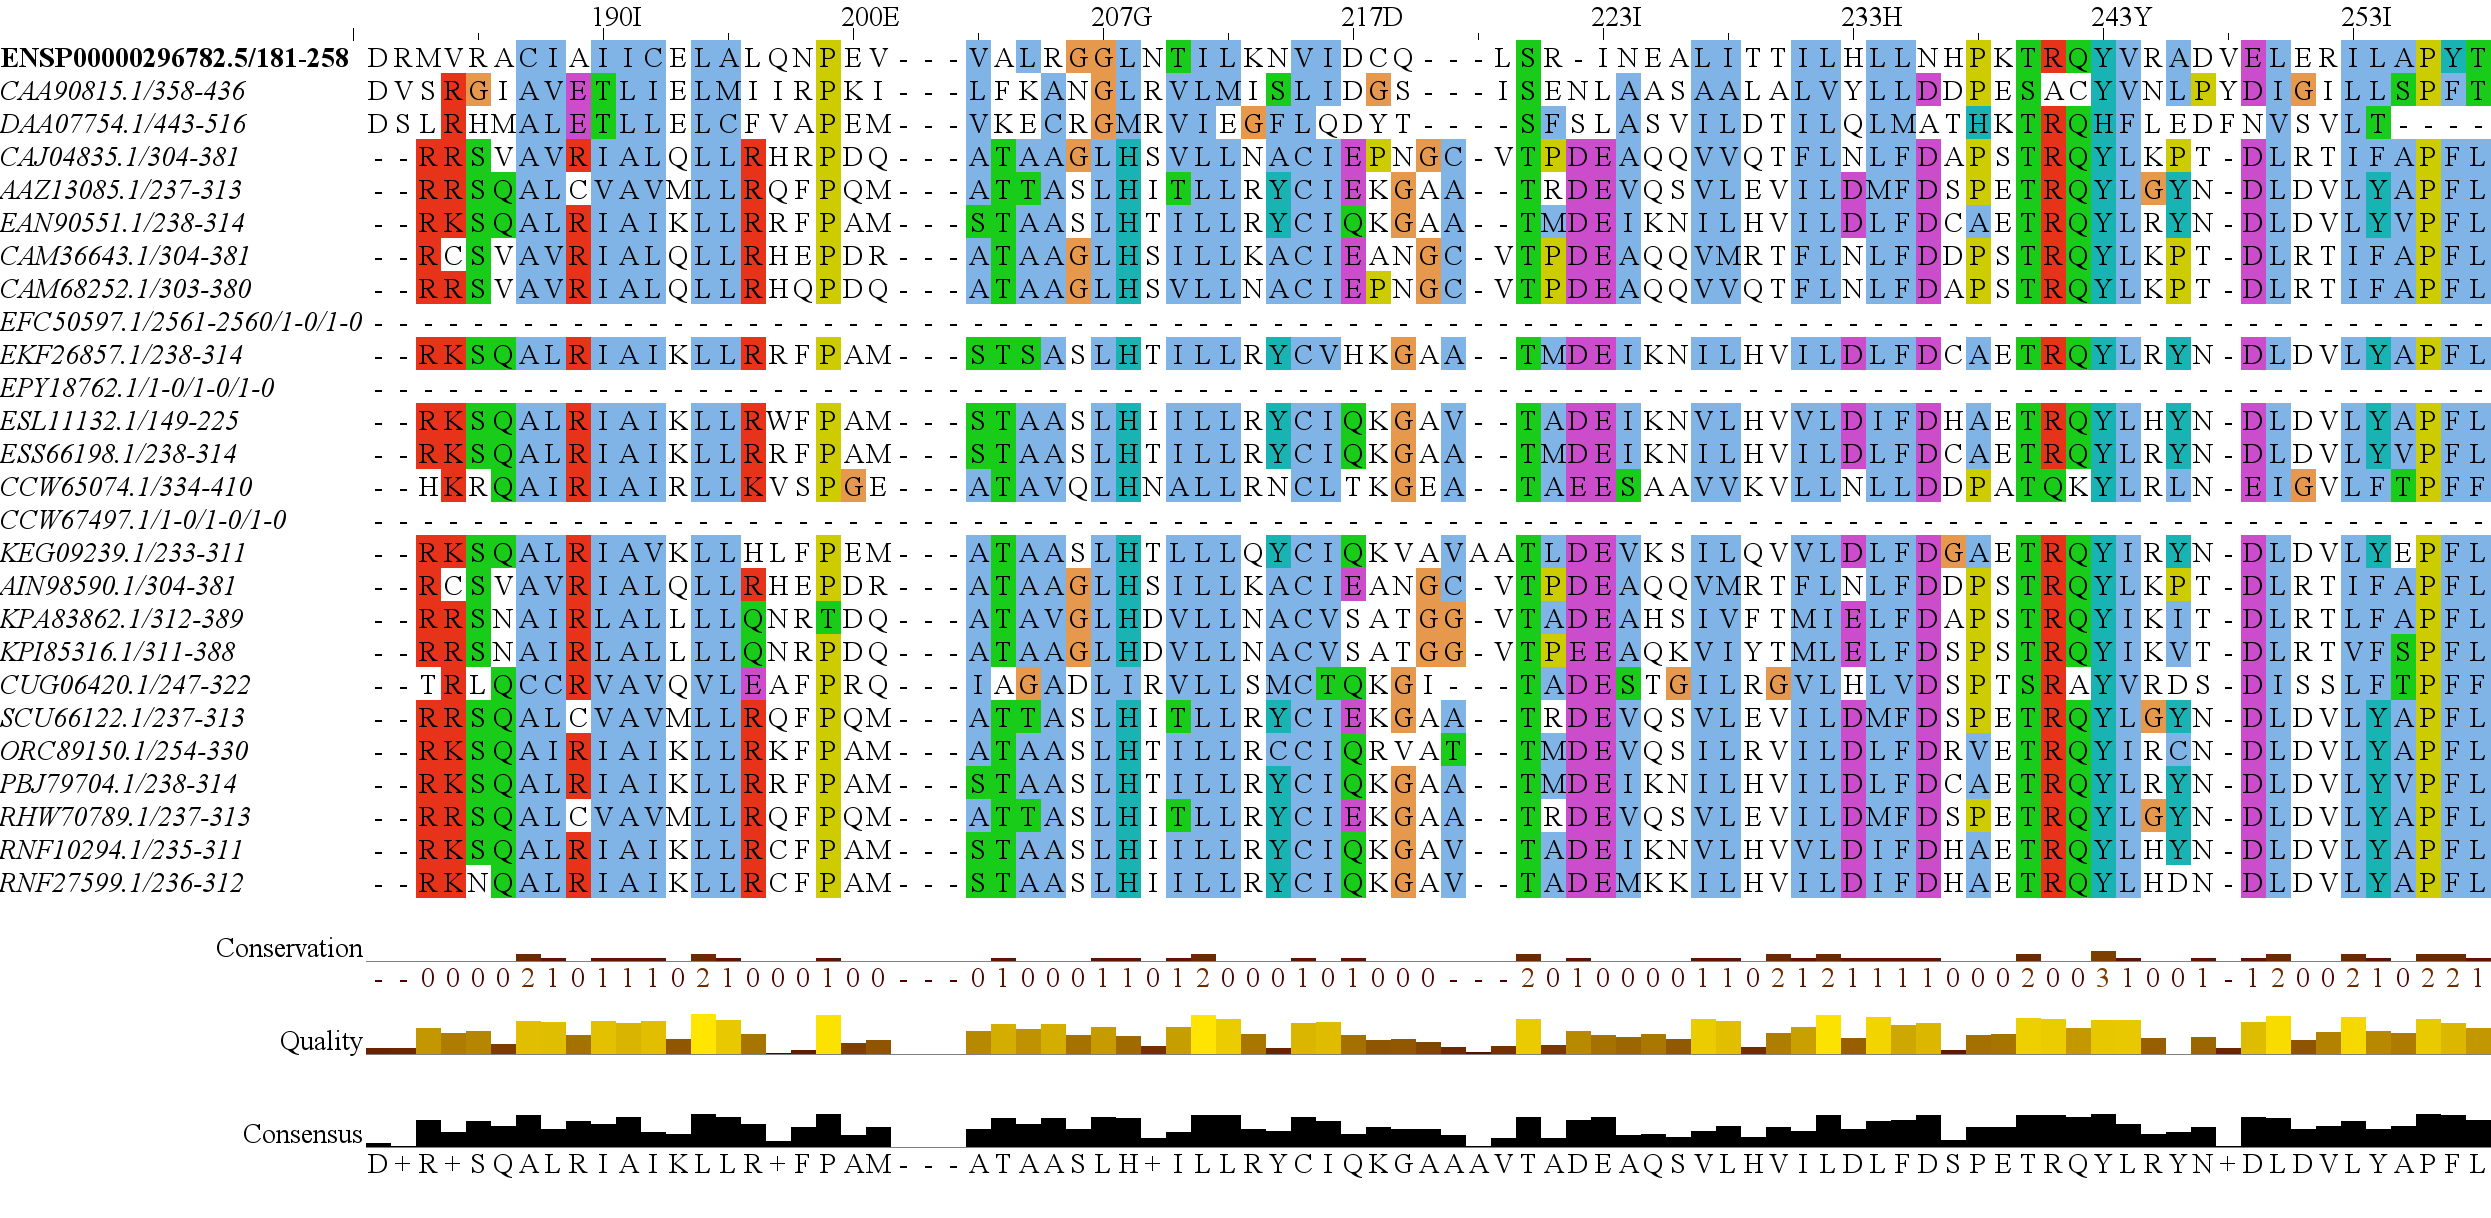 190I 200E 207G 217D 223I 233H 243Y 253I
ENSP00000296782.5/181-258 DRMVRACIAIICELALQNPEV---VALRGGLNTILKNVIDCQ---LSR-INEALITTILHLLNHPKTRQYVRADVELERILAPYT
CAA90815.1/358-436 DVSRGIAVETLIELMIIRPKI---LFKANGLRVLMISLIDGS---ISENLAASAALALVYLLDDPESACYVNLPYDIGILLSPFT
DAA07754.1/443-516 DSLRHMALETLLELCFVAPEM---VKECRGMRVIEGFLQDYT----SFSLASVILDTILQLMATHKTRQHFLEDFNVSVLT----
CAJ04835.1/304-381 --RRSVAVRIALQLLRHRPDQ---ATAAGLHSVLLNACIEPNGC-VTPDEAQQVVQTFLNLFDAPSTRQYLKPT-DLRTIFAPFL
AAZ13085.1/237-313 --RRSQALCVAVMLLRQFPQM---ATTASLHITLLRYCIEKGAA--TRDEVQSVLEVILDMFDSPETRQYLGYN-DLDVLYAPFL
EAN90551.1/238-314 --RKSQALRIAIKLLRRFPAM---STAASLHTILLRYCIQKGAA--TMDEIKNILHVILDLFDCAETRQYLRYN-DLDVLYVPFL
CAM36643.1/304-381 --RCSVAVRIALQLLRHEPDR---ATAAGLHSILLKACIEANGC-VTPDEAQQVMRTFLNLFDDPSTRQYLKPT-DLRTIFAPFL
CAM68252.1/303-380 --RRSVAVRIALQLLRHQPDQ---ATAAGLHSVLLNACIEPNGC-VTPDEAQQVVQTFLNLFDAPSTRQYLKPT-DLRTIFAPFL
EFC50597.1/2561-2560/1-0/1-0 -------------------------------------------------------------------------------------
EKF26857.1/238-314 --RKSQALRIAIKLLRRFPAM---STSASLHTILLRYCVHKGAA--TMDEIKNILHVILDLFDCAETRQYLRYN-DLDVLYAPFL
EPY18762.1/1-0/1-0/1-0 -------------------------------------------------------------------------------------
ESL11132.1/149-225 --RKSQALRIAIKLLRWFPAM---STAASLHIILLRYCIQKGAV--TADEIKNVLHVVLDIFDHAETRQYLHYN-DLDVLYAPFL
ESS66198.1/238-314 --RKSQALRIAIKLLRRFPAM---STAASLHTILLRYCIQKGAA--TMDEIKNILHVILDLFDCAETRQYLRYN-DLDVLYVPFL
CCW65074.1/334-410 --HKRQAIRIAIRLLKVSPGE---ATAVQLHNALLRNCLTKGEA--TAEESAAVVKVLLNLLDDPATQKYLRLN-EIGVLFTPFF
CCW67497.1/1-0/1-0/1-0 -------------------------------------------------------------------------------------
KEG09239.1/233-311 --RKSQALRIAVKLLHLFPEM---ATAASLHTLLLQYCIQKVAVAATLDEVKSILQVVLDLFDGAETRQYIRYN-DLDVLYEPFL
AIN98590.1/304-381 --RCSVAVRIALQLLRHEPDR---ATAAGLHSILLKACIEANGC-VTPDEAQQVMRTFLNLFDDPSTRQYLKPT-DLRTIFAPFL
KPA83862.1/312-389 --RRSNAIRLALLLLQNRTDQ---ATAVGLHDVLLNACVSATGG-VTADEAHSIVFTMIELFDAPSTRQYIKIT-DLRTLFAPFL
KPI85316.1/311-388 --RRSNAIRLALLLLQNRPDQ---ATAAGLHDVLLNACVSATGG-VTPEEAQKVIYTMLELFDSPSTRQYIKVT-DLRTVFSPFL
CUG06420.1/247-322 --TRLQCCRVAVQVLEAFPRQ---IAGADLIRVLLSMCTQKGI---TADESTGILRGVLHLVDSPTSRAYVRDS-DISSLFTPFF
SCU66122.1/237-313 --RRSQALCVAVMLLRQFPQM---ATTASLHITLLRYCIEKGAA--TRDEVQSVLEVILDMFDSPETRQYLGYN-DLDVLYAPFL
ORC89150.1/254-330 --RKSQAIRIAIKLLRKFPAM---ATAASLHTILLRCCIQRVAT--TMDEVQSILRVILDLFDRVETRQYIRCN-DLDVLYAPFL
PBJ79704.1/238-314 --RKSQALRIAIKLLRRFPAM---STAASLHTILLRYCIQKGAA--TMDEIKNILHVILDLFDCAETRQYLRYN-DLDVLYVPFL
RHW70789.1/237-313 --RRSQALCVAVMLLRQFPQM---ATTASLHITLLRYCIEKGAA--TRDEVQSVLEVILDMFDSPETRQYLGYN-DLDVLYAPFL
RNF10294.1/235-311 --RKSQALRIAIKLLRCFPAM---STAASLHIILLRYCIQKGAV--TADEIKNVLHVVLDIFDHAETRQYLHYN-DLDVLYAPFL
RNF27599.1/236-312 --RKNQALRIAIKLLRCFPAM---STAASLHIILLRYCIQKGAV--TADEMKKILHVILDIFDHAETRQYLHDN-DLDVLYAPFL
Conservation
--0000210111021000100---0100011012000101000---2010000110212111100020031001-1200210221
Quality
Consensus
D+R+SQALRIAIKLLR+FPAM---ATAASLH+ILLRYCIQKGAAAVTADEAQSVLHVILDLFDSPETRQYLRYN+DLDVLYAPFL